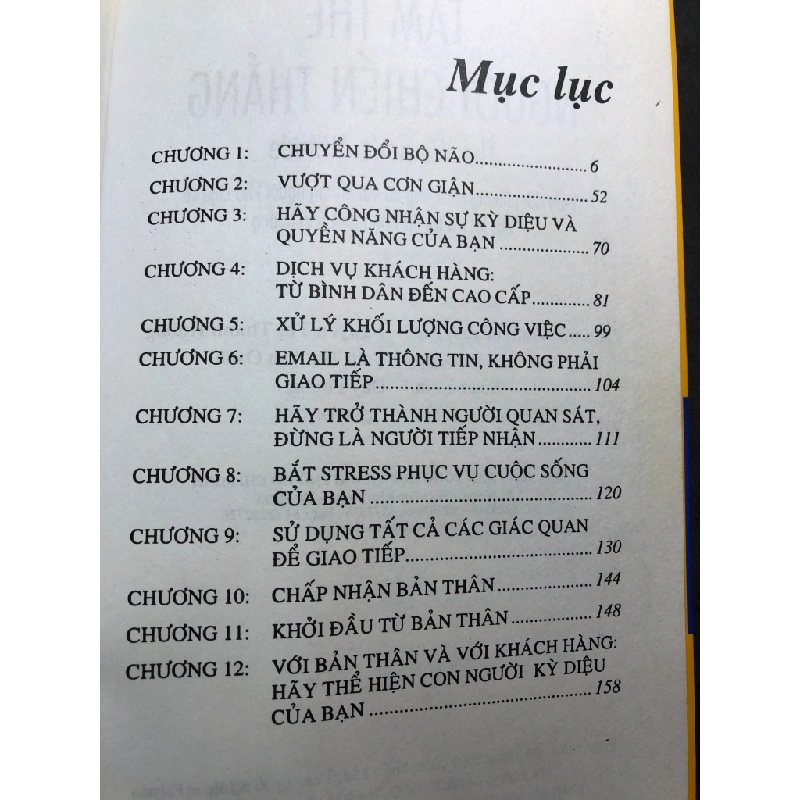 Mục lục
CHƯƠNG 1: CHUYỂN ĐỔI BỘ NÃO.....................6
CHƯƠNG 2: VƯỢT QUA CƠN GIẬN.....................52
CHƯƠNG 3: HÃY CÔNG NHẬN SỰ KỲ DIỆU VÀ
QUYỀN NĂNG CỦA BẠN ................70
CHƯƠNG 4: DỊCH VỤ KHÁCH HÀNG:
TỪ BÌNH DÂN ĐẾN CAO CẤP............81
CHƯƠNG 5: XỬ LÝ KHỐI LƯỢNG CÔNG VIỆC .....99
CHƯƠNG 6: EMAIL LÀ THÔNG TIN, KHÔNG PHẢI
GIAO TIẾP........................................104
CHƯƠNG 7: HÃY TRỞ THÀNH NGƯỜI QUAN SÁT,
ĐỪNG LÀ NGƯỜI TIẾP NHẬN..........111
CHƯƠNG 8: BẮT STRESS PHỤC VỤ CUỘC SỐNG
CỦA BẠN ........................................120
CHƯƠNG 9: SỬ DỤNG TẤT CẢ CÁC GIÁC QUAN
ĐỂ GIAO TIẾP..................................130
CHƯƠNG 10: CHẤP NHẬN BẢN THÂN.................144
CHƯƠNG 11: KHỞI ĐẦU TỪ BẢN THÂN...............148
CHƯƠNG 12: VỚI BẢN THÂN VÀ VỚI KHÁCH HÀNG:
HÃY THỂ HIỆN CON NGƯỜI KỲ DIỆU
CỦA BẠN ........................................158